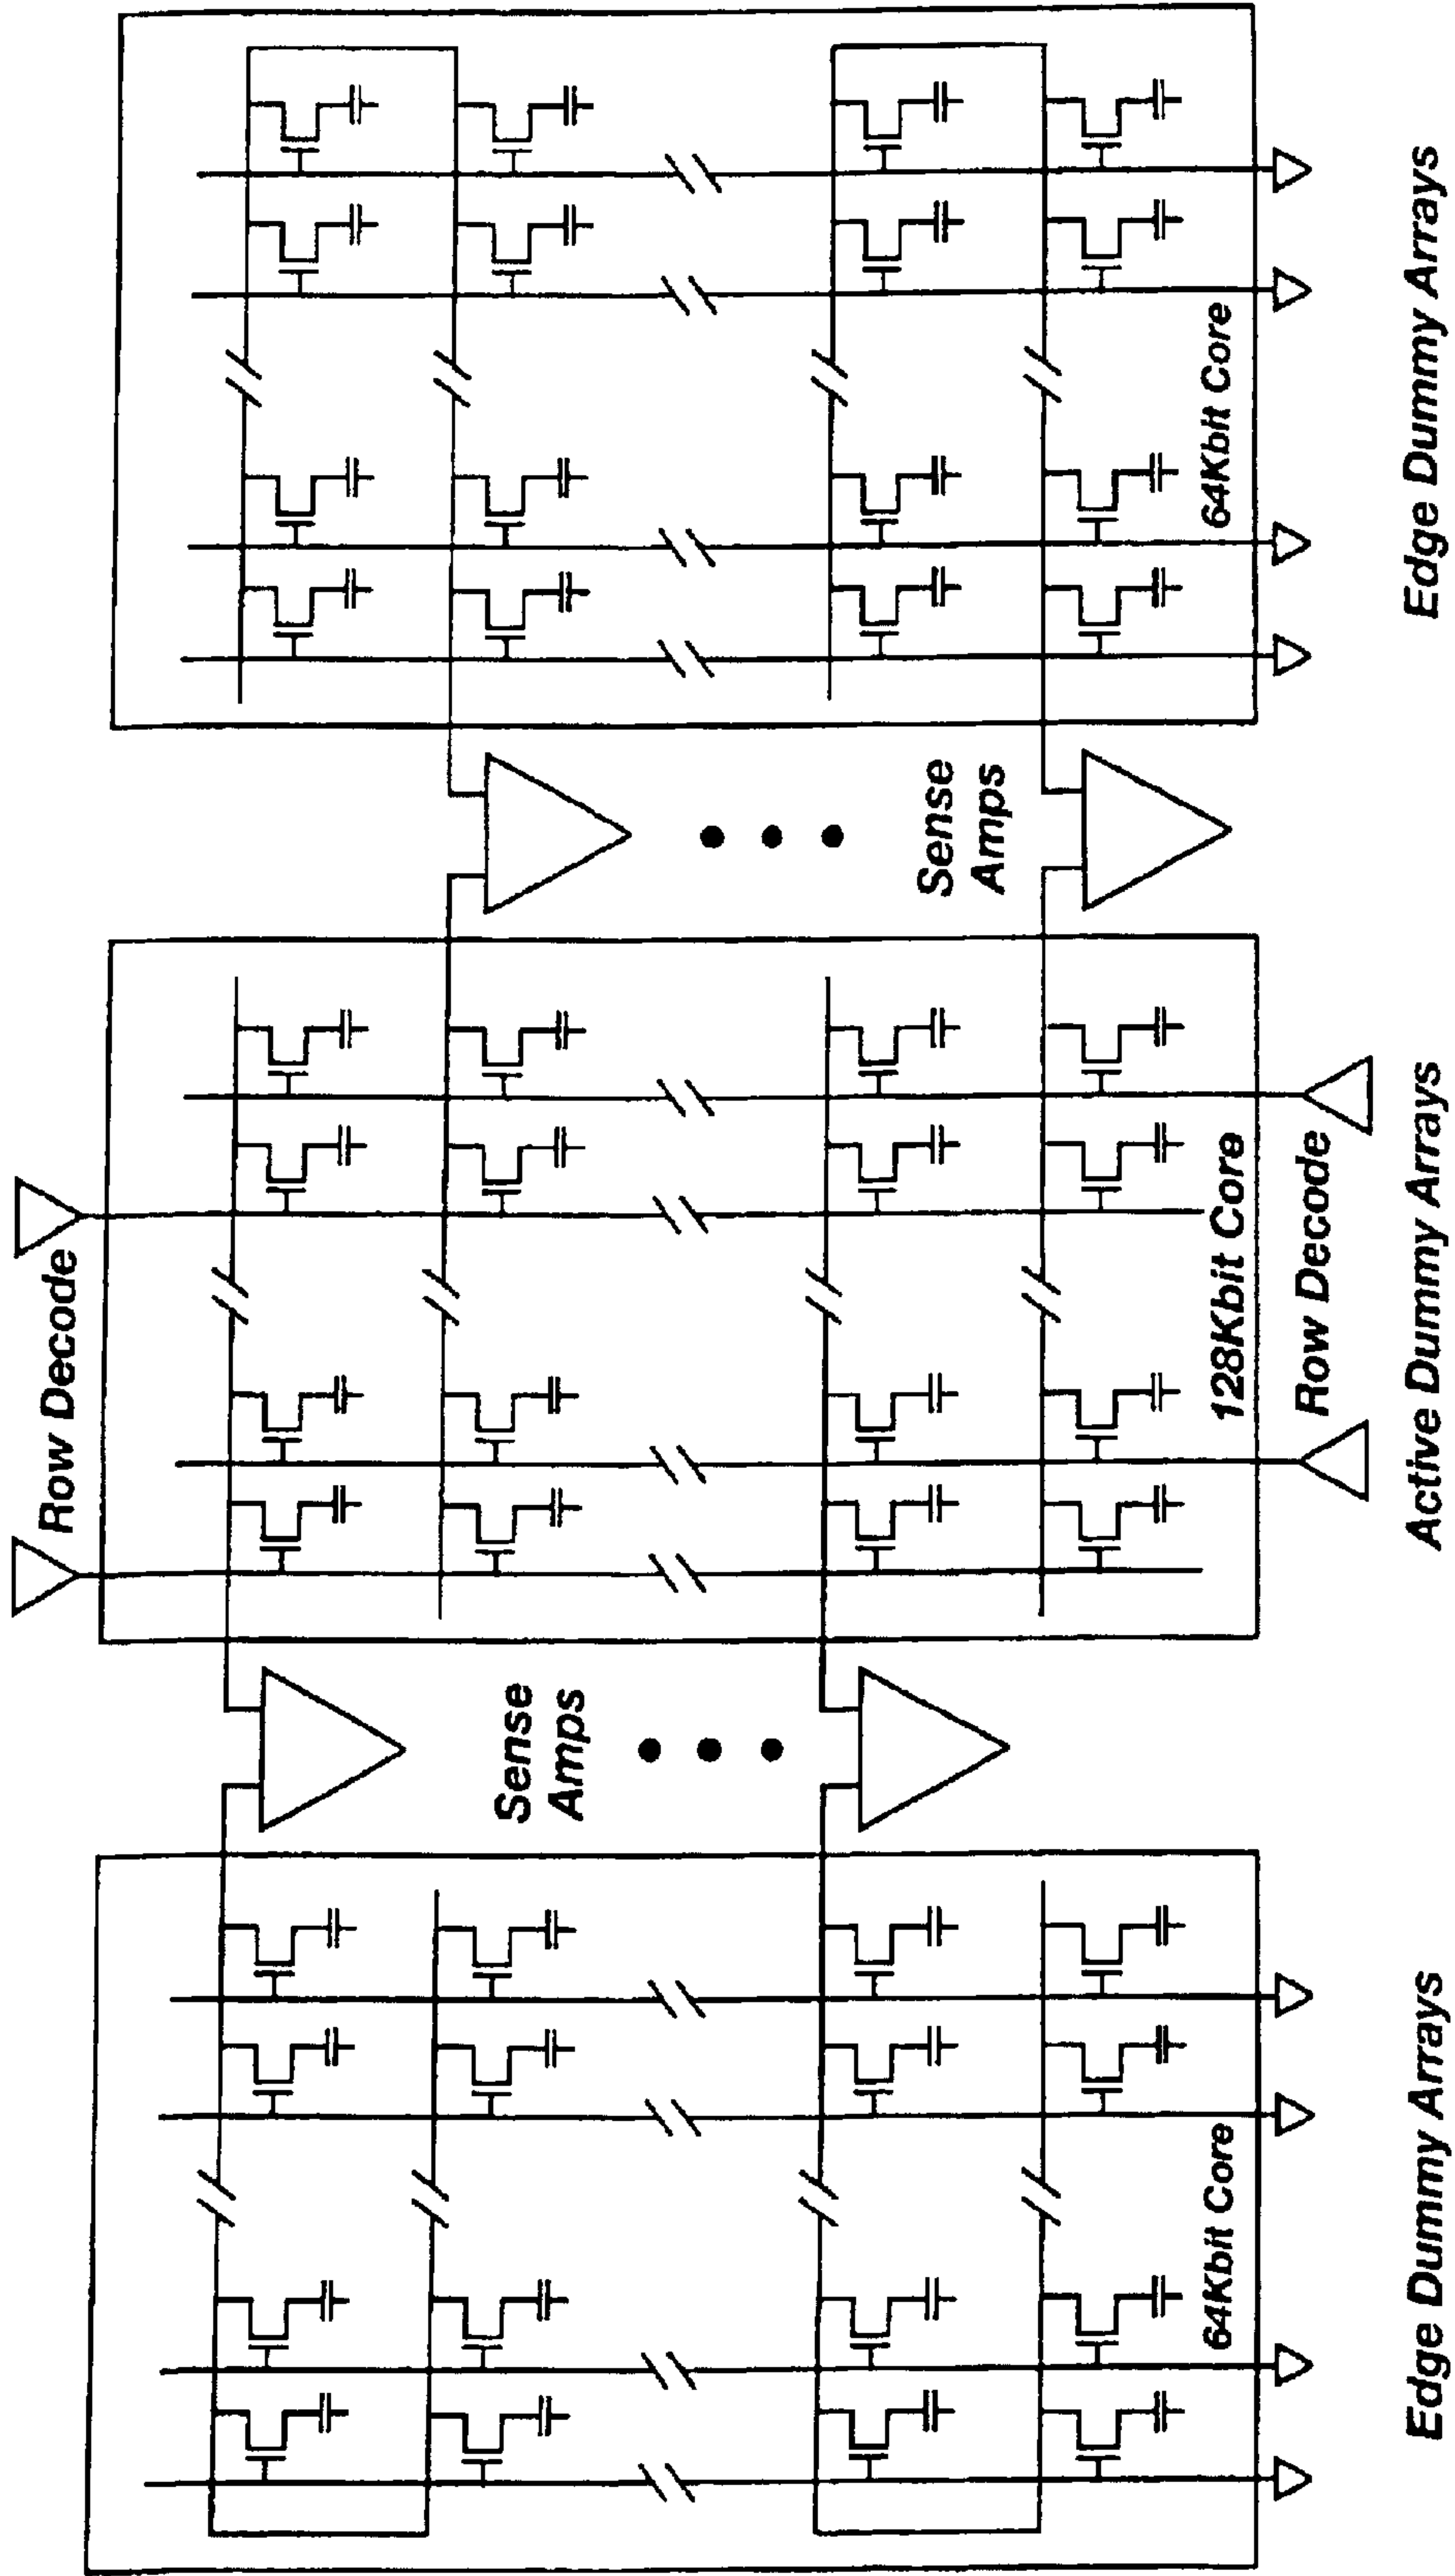 Row Decode
Sense
Amps
Sense
Amps
64Kbit Core
128Kbit Core
64Kbit Core
Row Decode
Edge Dummy Arrays
Active Dummy Arrays
Edge Dummy Arrays